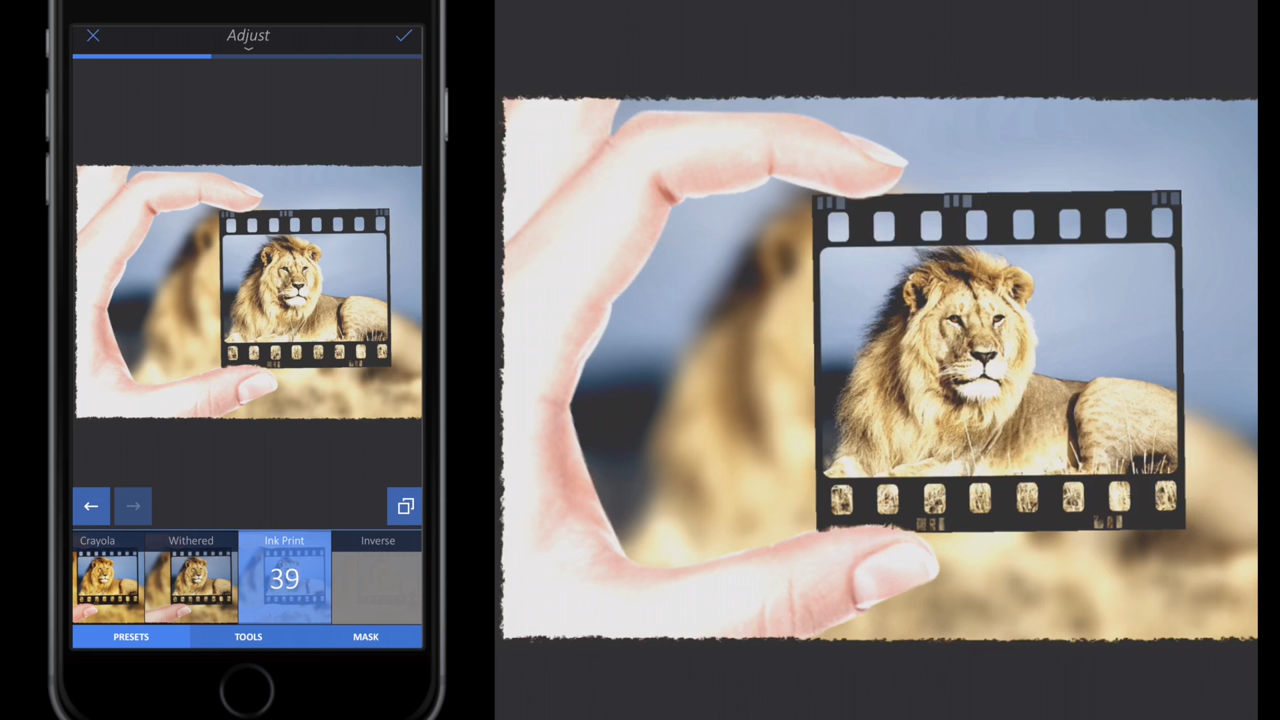 Adjust
Crayola
Withered
Ink Print
Inverse
39
PRESETS
TOOLS
MASK